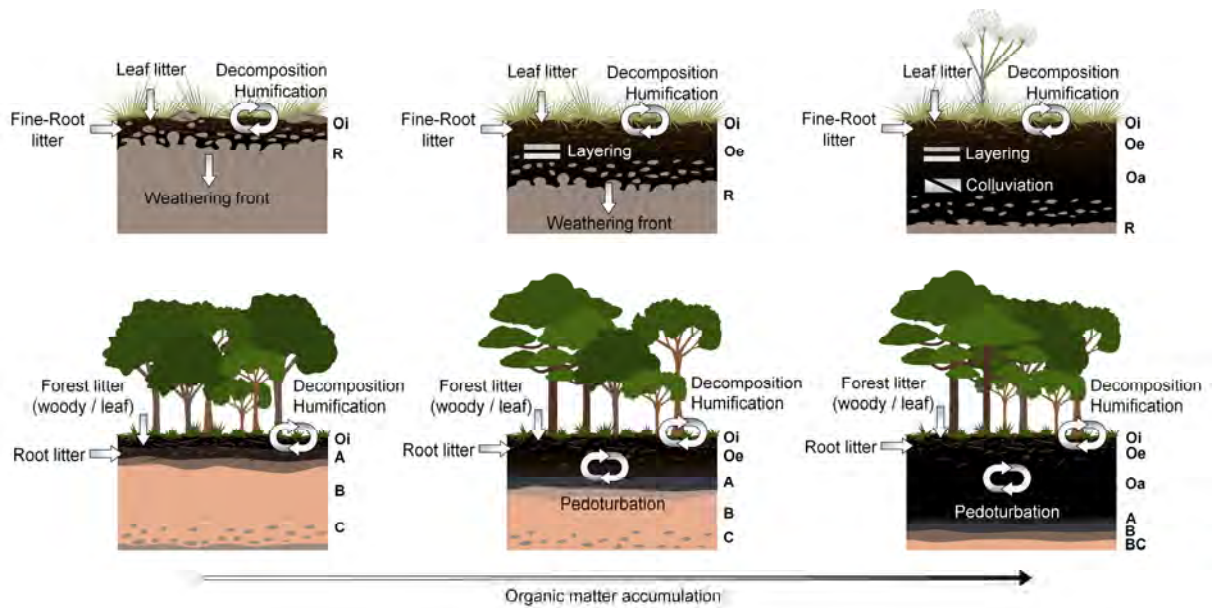 Leaf litter
Decomposition
Humification
Fine-Root
litter
Oi
R
Weathering front
Leaf litter
Decomposition
Humification
Fine-Root
litter
Layering
Oi
Oe
R
Weathering front
Leaf litter
Decomposition
Humification
Fine-Root
litter
Layering
Colluviation
Oi
Oe
Oa
R
Forest litter
(woody / leaf)
Decomposition
Humification
Root litter
Oi
A
B
C
Forest litter
(woody / leaf)
Decomposition
Humification
Root litter
Pedoturbation
Oi
Oe
A
B
C
Forest litter
(woody / leaf)
Decomposition
Humification
Root litter
Pedoturbation
Oi
Oe
Oa
A
B
BC
Organic matter accumulation